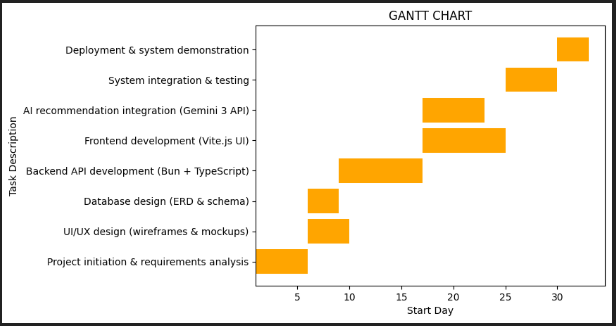 GANTT CHART
Task Description
Deployment & system demonstration
System integration & testing
AI recommendation integration (Gemini 3 API)
Frontend development (Vite.js UI)
Backend API development (Bun + TypeScript)
Database design (ERD & schema)
UI/UX design (wireframes & mockups)
Project initiation & requirements analysis
5 10 15 20 25 30
Start Day